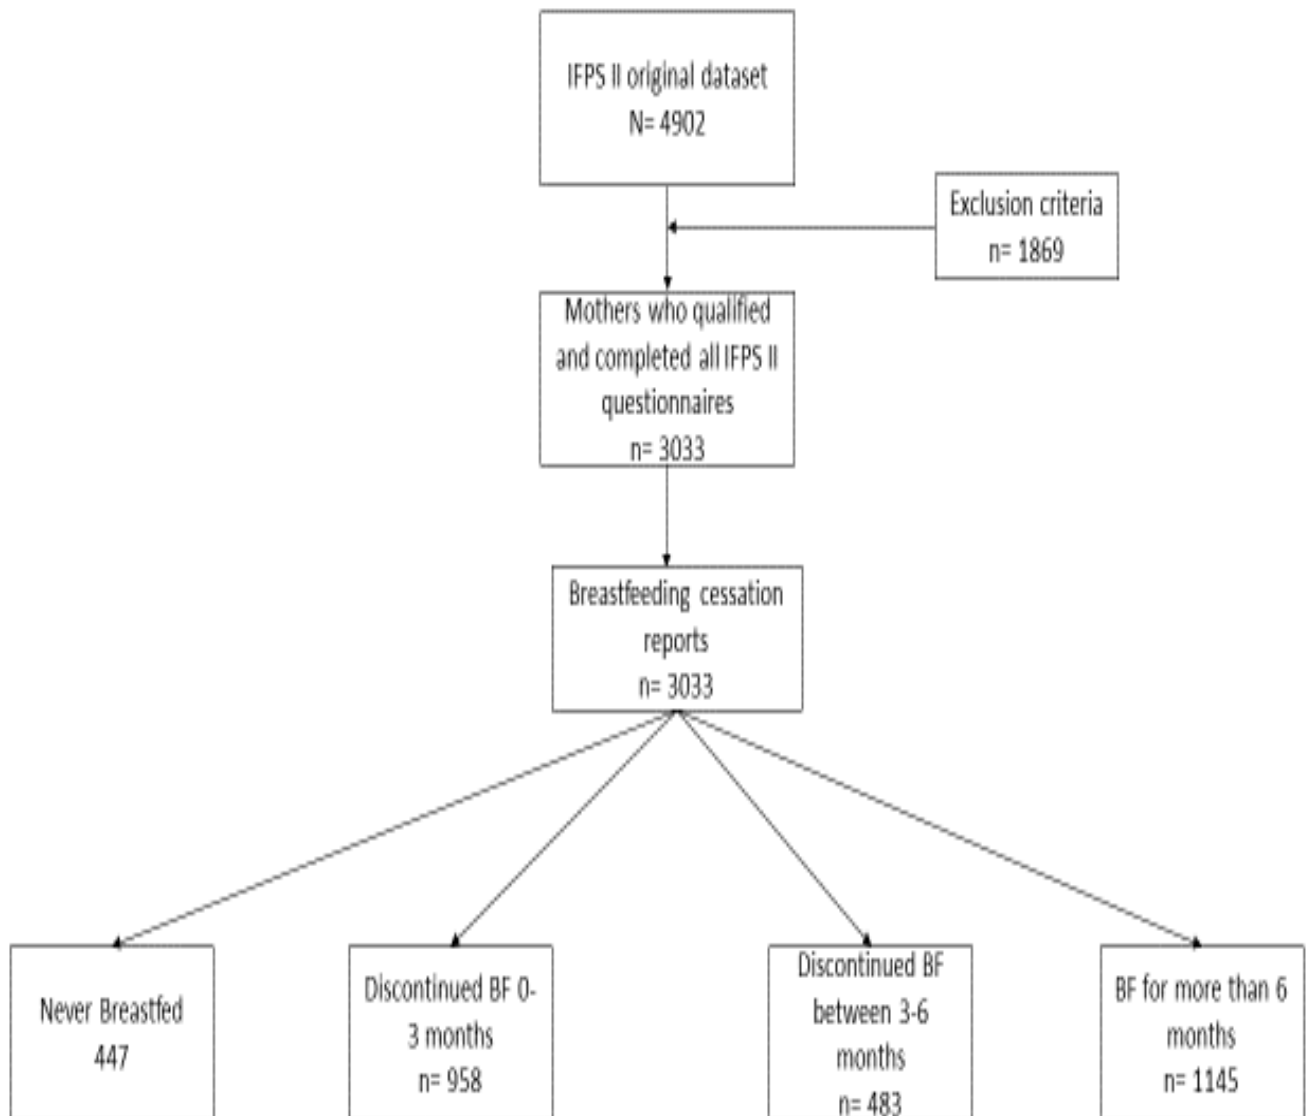 IFPS II original dataset
N= 4902
Exclusion criteria
n= 1869
Mothers who qualified
and completed all IFPS II
questionnaires
n= 3033
Breastfeeding cessation
reports
n= 3033
Never Breastfed
447
Discontinued BF 0-
3 months
n= 958
Discontinued BF
between 3-6
months
n= 483
BF for more than 6
months
n= 1145